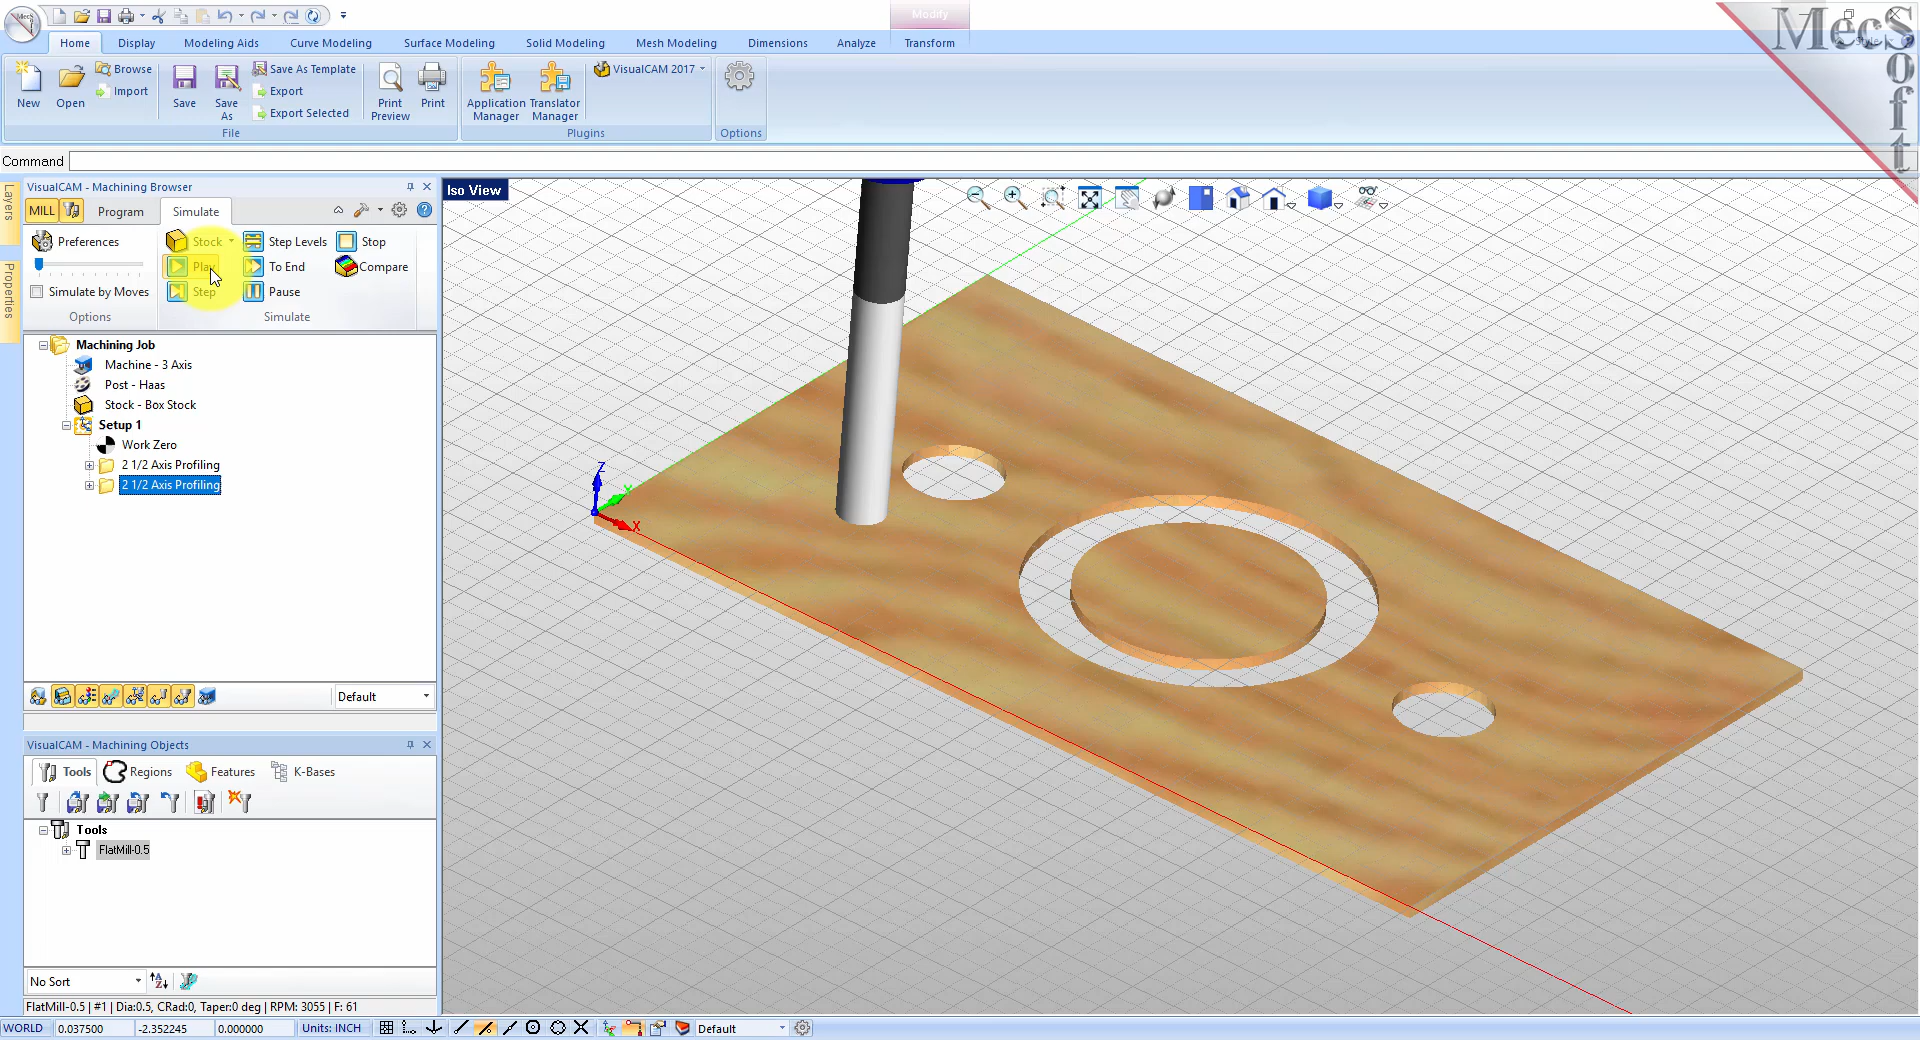 Modify
Home Display Modeling Aids Curve Modeling Surface Modeling Solid Modeling Mesh Modeling Dimensions Analyze Transform
New Open Browse Import Save Save As Save As Template Export Export Selected Print Preview Print Application Manager Translator Manager VisualCAM 2017
File Plugins Options
Command
Layers
Properties
VisualCAM - Machining Browser
MILL Program Simulate
Preferences Stock Step Levels Stop
Play To End Compare
Simulate by Moves Step Pause
Options Simulate
Machining Job
Machine - 3 Axis
Post - Haas
Stock - Box Stock
Setup 1
Work Zero
2 1/2 Axis Profiling
2 1/2 Axis Profiling
Default
VisualCAM - Machining Objects
Tools Regions Features K-Bases
Tools
FlatMill-0.5
No Sort
FlatMill-0.5 | #1 | Dia:0.5, CRad:0, Taper:0 deg | RPM: 3055 | F: 61
WORLD 0.037500 -2.352245 0.000000 Units: INCH Default
Iso View
Z
Y
X
MecSoft